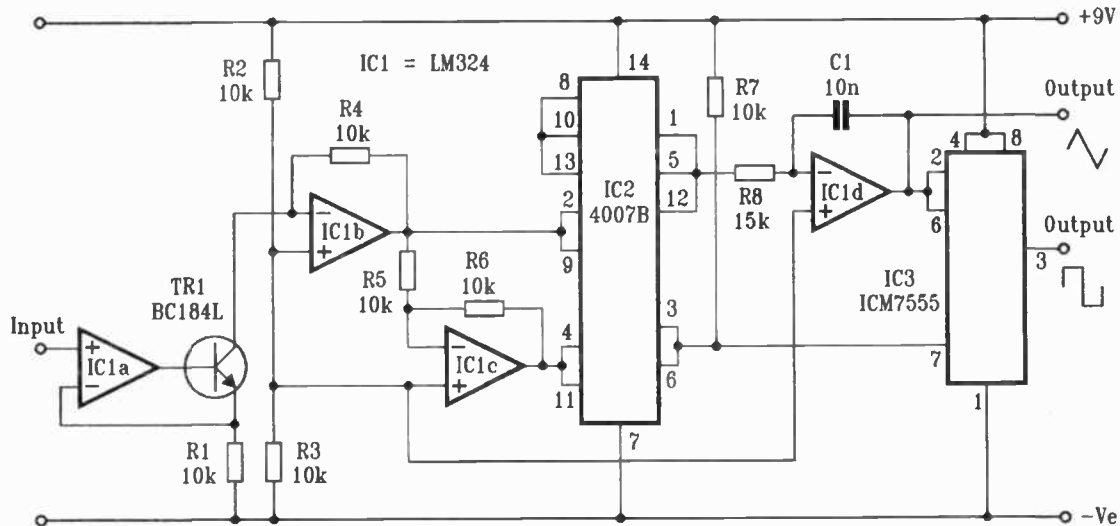 +9V
IC1 = LM324
R2
10k
R4
10k
14
8
10
13
1
5
12
R7
10k
C1
10n
Output
4
8
2
6
IC2
4007B
R8
15k
−
+
IC1d
2
9
−
+
IC1b
R5
10k
R6
10k
Output
3
IC3
ICM7555
TR1
BC184L
Input
+
−
IC1a
−
+
IC1c
4
11
3
6
7
1
R1
10k
R3
10k
7
-Ve